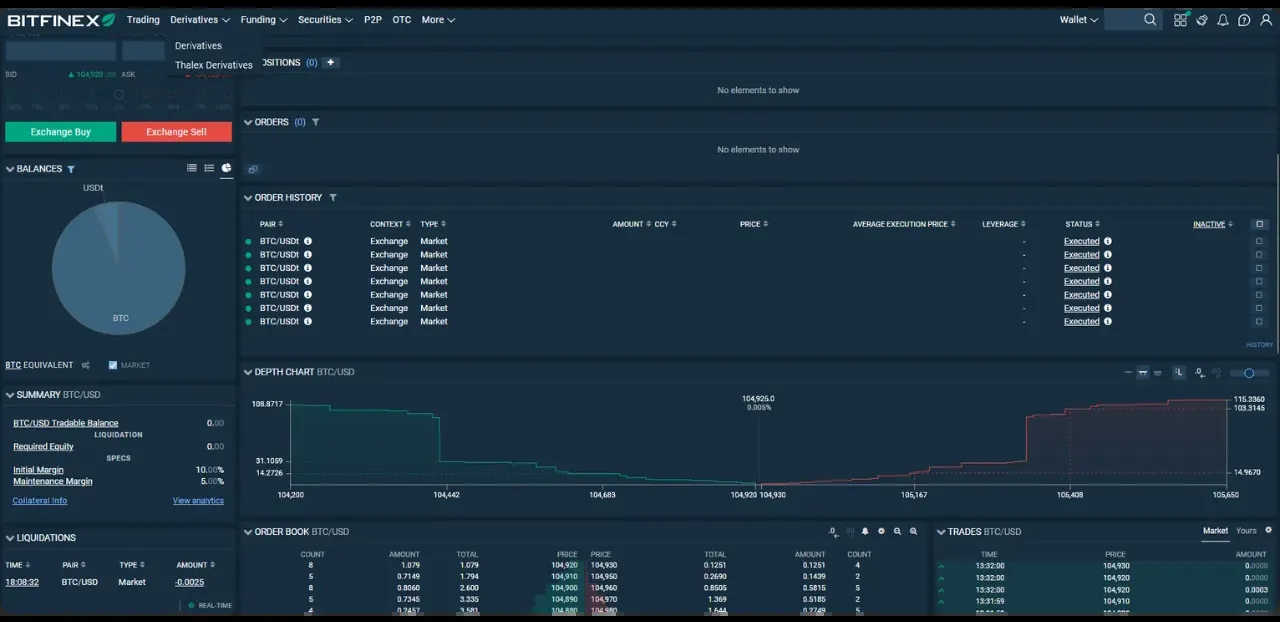 BITFINEX Trading Derivatives Funding Securities P2P OTC More Wallet
Derivatives
Thalex Derivatives
OSITIONS (0) +
BID 104,920 ASK
No elements to show
ORDERS (0)
Exchange Buy Exchange Sell
No elements to show
BALANCES
USDt
BTC
BTC EQUIVALENT MARKET
ORDER HISTORY
PAIR CONTEXT TYPE AMOUNT CCY PRICE AVERAGE EXECUTION PRICE LEVERAGE STATUS INACTIVE
BTC/USDt Exchange Market - Executed
BTC/USDt Exchange Market - Executed
BTC/USDt Exchange Market - Executed
BTC/USDt Exchange Market - Executed
BTC/USDt Exchange Market - Executed
BTC/USDt Exchange Market - Executed
BTC/USDt Exchange Market - Executed
HISTORY
SUMMARY BTC/USD
BTC/USD Tradable Balance 0.00
LIQUIDATION
Required Equity 0.00
SPECS
Initial Margin 10.00%
Maintenance Margin 5.00%
Collateral Info View analytics
DEPTH CHART BTC/USD
104,925.0
0.005%
108.8717
31.1059
14.2726
115.3360
103.3145
14.9670
104,200 104,442 104,683 104,920 104,930 105,167 105,408 105,650
LIQUIDATIONS
TIME PAIR TYPE AMOUNT
18:08:32 BTC/USD Market -0.0025
REAL-TIME
ORDER BOOK BTC/USD
COUNT AMOUNT TOTAL PRICE PRICE TOTAL AMOUNT COUNT
8 1.079 1.079 104,920 104,930 0.1251 0.1251 4
5 0.7149 1.794 104,910 104,950 0.2690 0.1439 2
8 0.8060 2.600 104,900 104,960 0.8505 0.5815 2
5 0.7345 3.335 104,890 104,970 1.369 0.5185 2
4 0.2457 3.581 104,880 104,980 1.644 0.2749 5
TRADES BTC/USD Market Yours
TIME PRICE AMOUNT
13:32:00 104,930 0.0000
13:32:00 104,920 0.0000
13:32:00 104,920 0.0003
13:31:59 104,910 0.0000